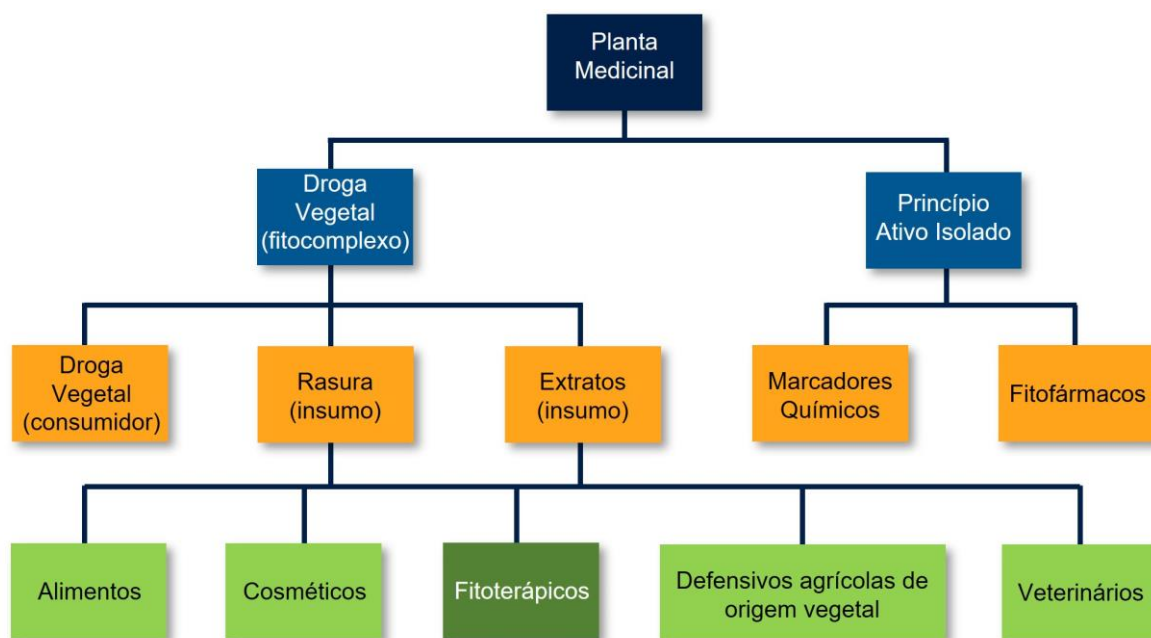 Planta
Medicinal
Droga
Vegetal
(fitocomplexo)
Princípio
Ativo Isolado
Droga
Vegetal
(consumidor)
Rasura
(insumo)
Extratos
(insumo)
Marcadores
Químicos
Fitofármacos
Alimentos
Cosméticos
Fitoterápicos
Defensivos agrícolas de
origem vegetal
Veterinários